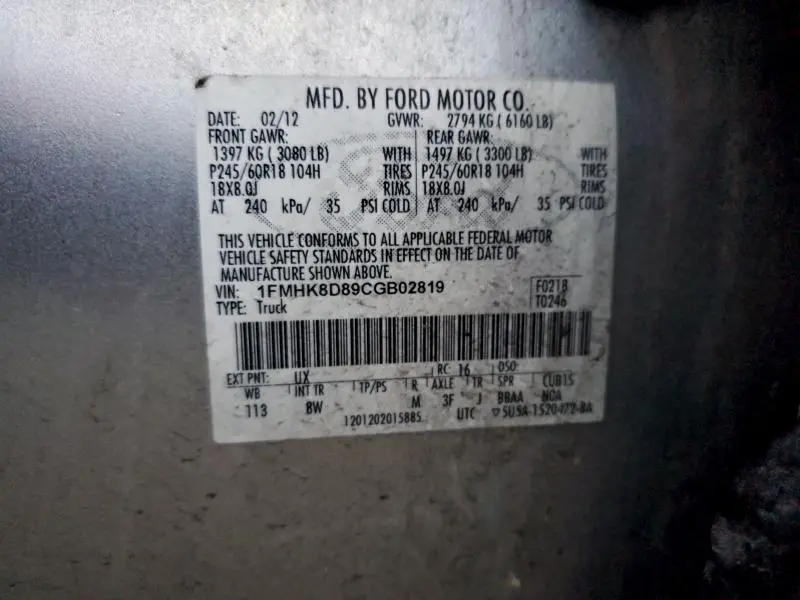 MFD. BY FORD MOTOR CO.
DATE: 02/12 GVWR: 2794 KG ( 6160 LB)
FRONT GAWR: REAR GAWR:
1397 KG ( 3080 LB) WITH 1497 KG ( 3300 LB) WITH
P245/60R18 104H TIRES P245/60R18 104H TIRES
18X8.0J RIMS 18X8.0J RIMS
AT 240 kPa/ 35 PSI COLD AT 240 kPa/ 35 PSI COLD
THIS VEHICLE CONFORMS TO ALL APPLICABLE FEDERAL MOTOR
VEHICLE SAFETY STANDARDS IN EFFECT ON THE DATE OF
MANUFACTURE SHOWN ABOVE.
VIN: 1FMHK8D89CGB02819 F0218
TYPE: Truck T0246
EXT PNT: UX RC: 16 DSO:
WB INT TR TP/PS R AXLE TR SPR
113 BW M 3F J BBAA
1201202015885 UTC